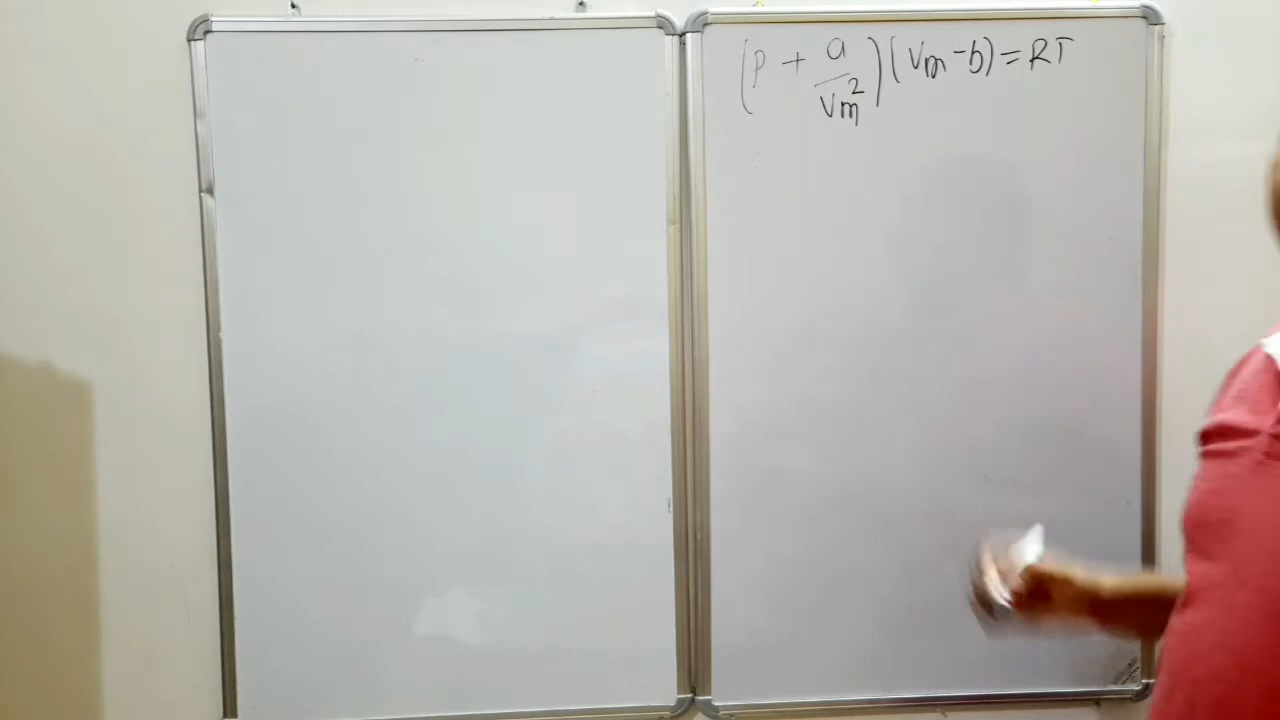 (P + a/Vm²)(Vm - b) = RT